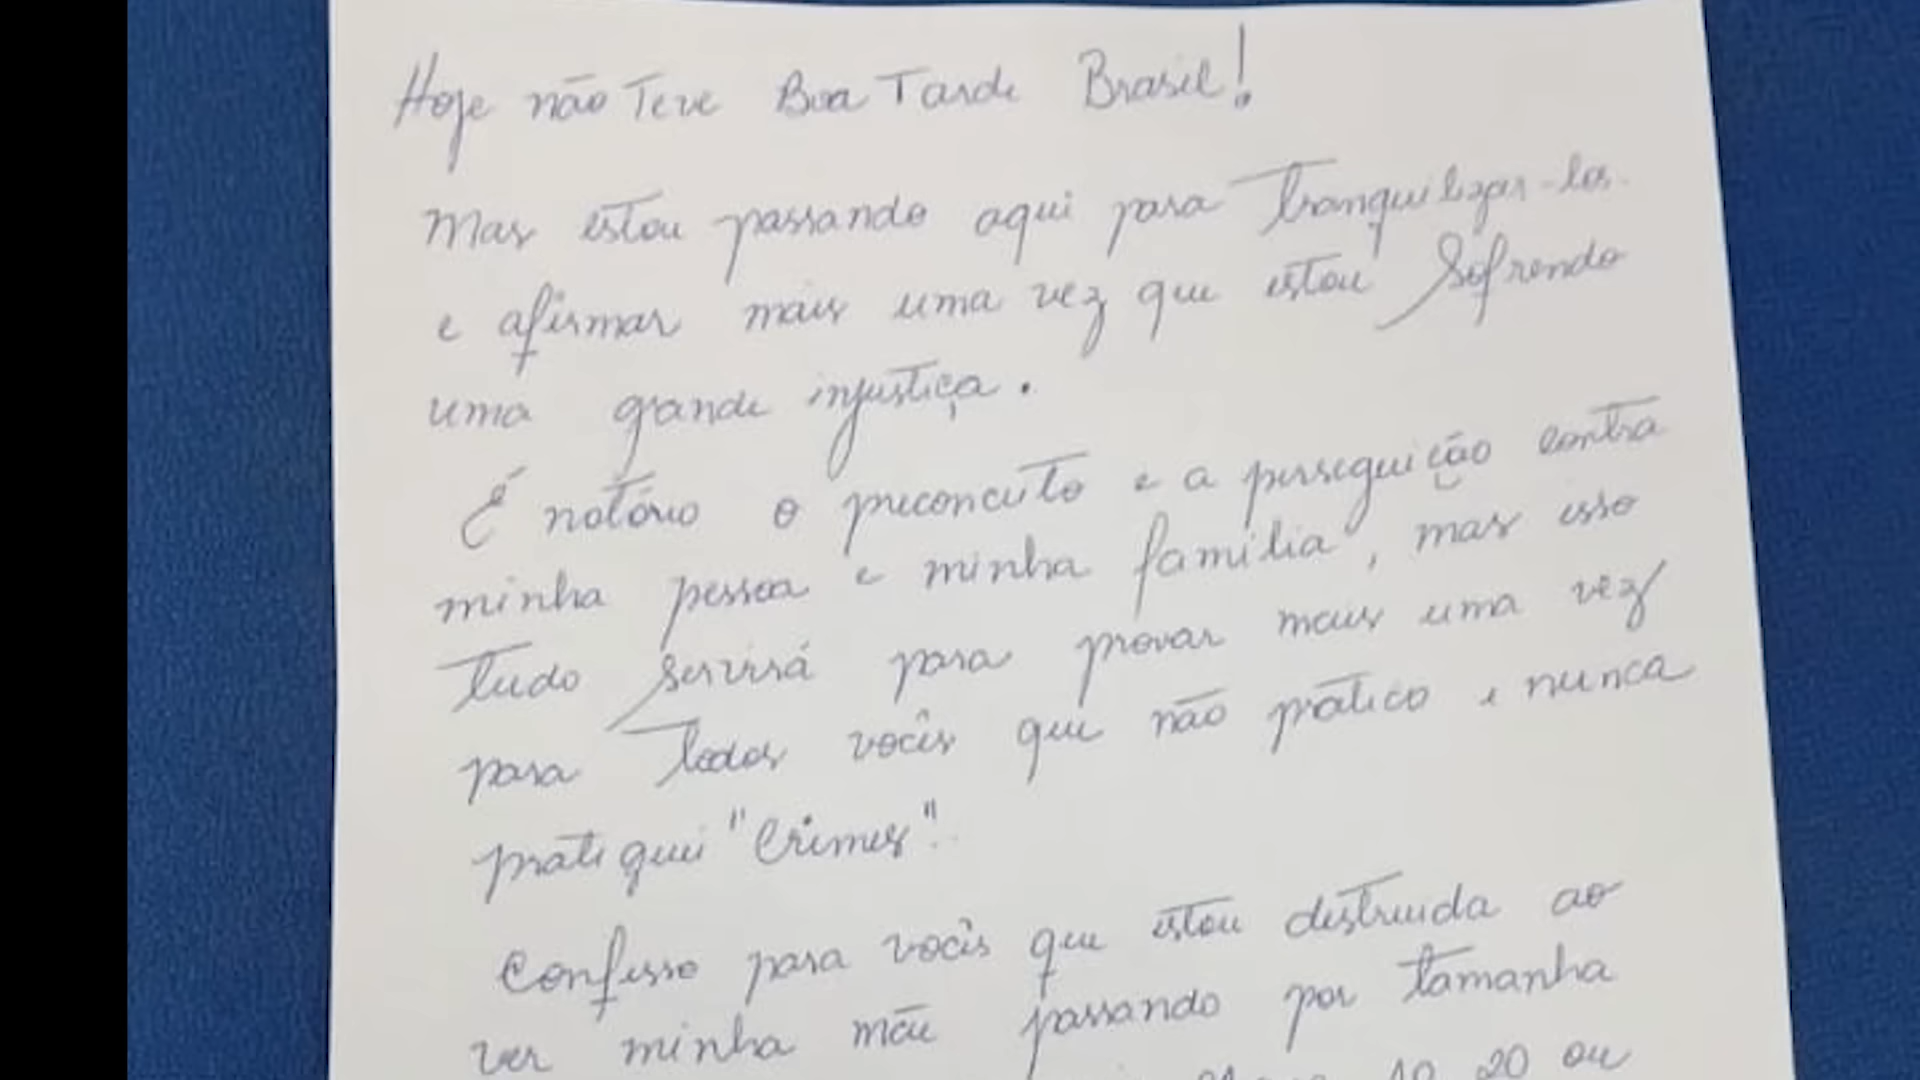 Hoje não Teve Boa Tarde Brasil!
Mas estou passando aqui para Tranquilizar-los
e afirmar mais uma vez que estou Sofrendo
uma grande injustiça.
É notório o preconceito e a perseguição contra
minha pessoa e minha família, mas isso
Tudo servirá para provar mais uma vez
para Todos vocês que não pratico e nunca
pratiquei "Crimes".
Confesso para vocês que estou destruida ao
ver minha mãe passando por tamanha
20 ou